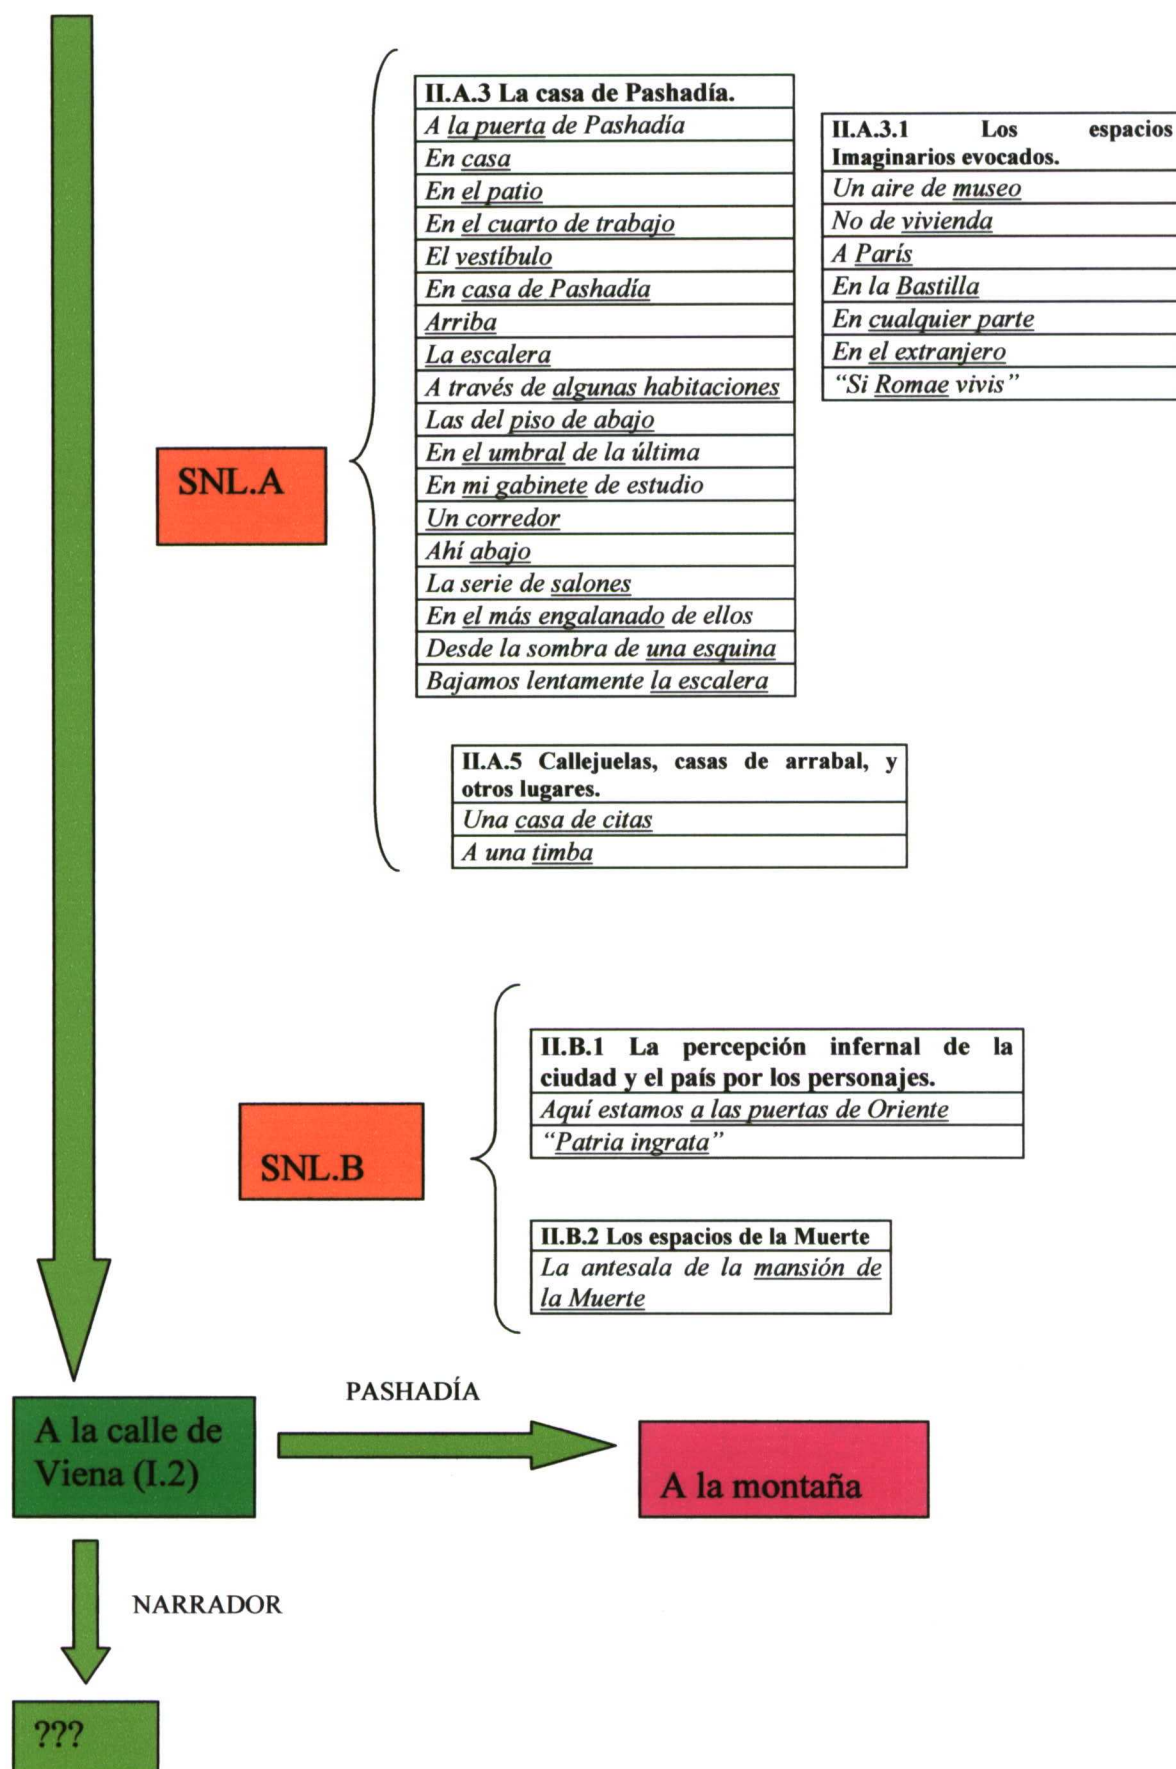 SNL.A
II.A.3 La casa de Pashadía.
A la puerta de Pashadía
En casa
En el patio
En el cuarto de trabajo
El vestíbulo
En casa de Pashadía
Arriba
La escalera
A través de algunas habitaciones
Las del piso de abajo
En el umbral de la última
En mi gabinete de estudio
Un corredor
Ahí abajo
La serie de salones
En el más engalanado de ellos
Desde la sombra de una esquina
Bajamos lentamente la escalera
II.A.3.1 Los espacios
Imaginarios evocados.
Un aire de museo
No de vivienda
A París
En la Bastilla
En cualquier parte
En el extranjero
“Si Romae vivis”
II.A.5 Callejuelas, casas de arrabal, y
otros lugares.
Una casa de citas
A una timba
SNL.B
II.B.1 La percepción infernal de la
ciudad y el país por los personajes.
Aquí estamos a las puertas de Oriente
“Patria ingrata”
II.B.2 Los espacios de la Muerte
La antesala de la mansión de
la Muerte
A la calle de
Viena (I.2)
PASHADÍA
A la montaña
NARRADOR
???